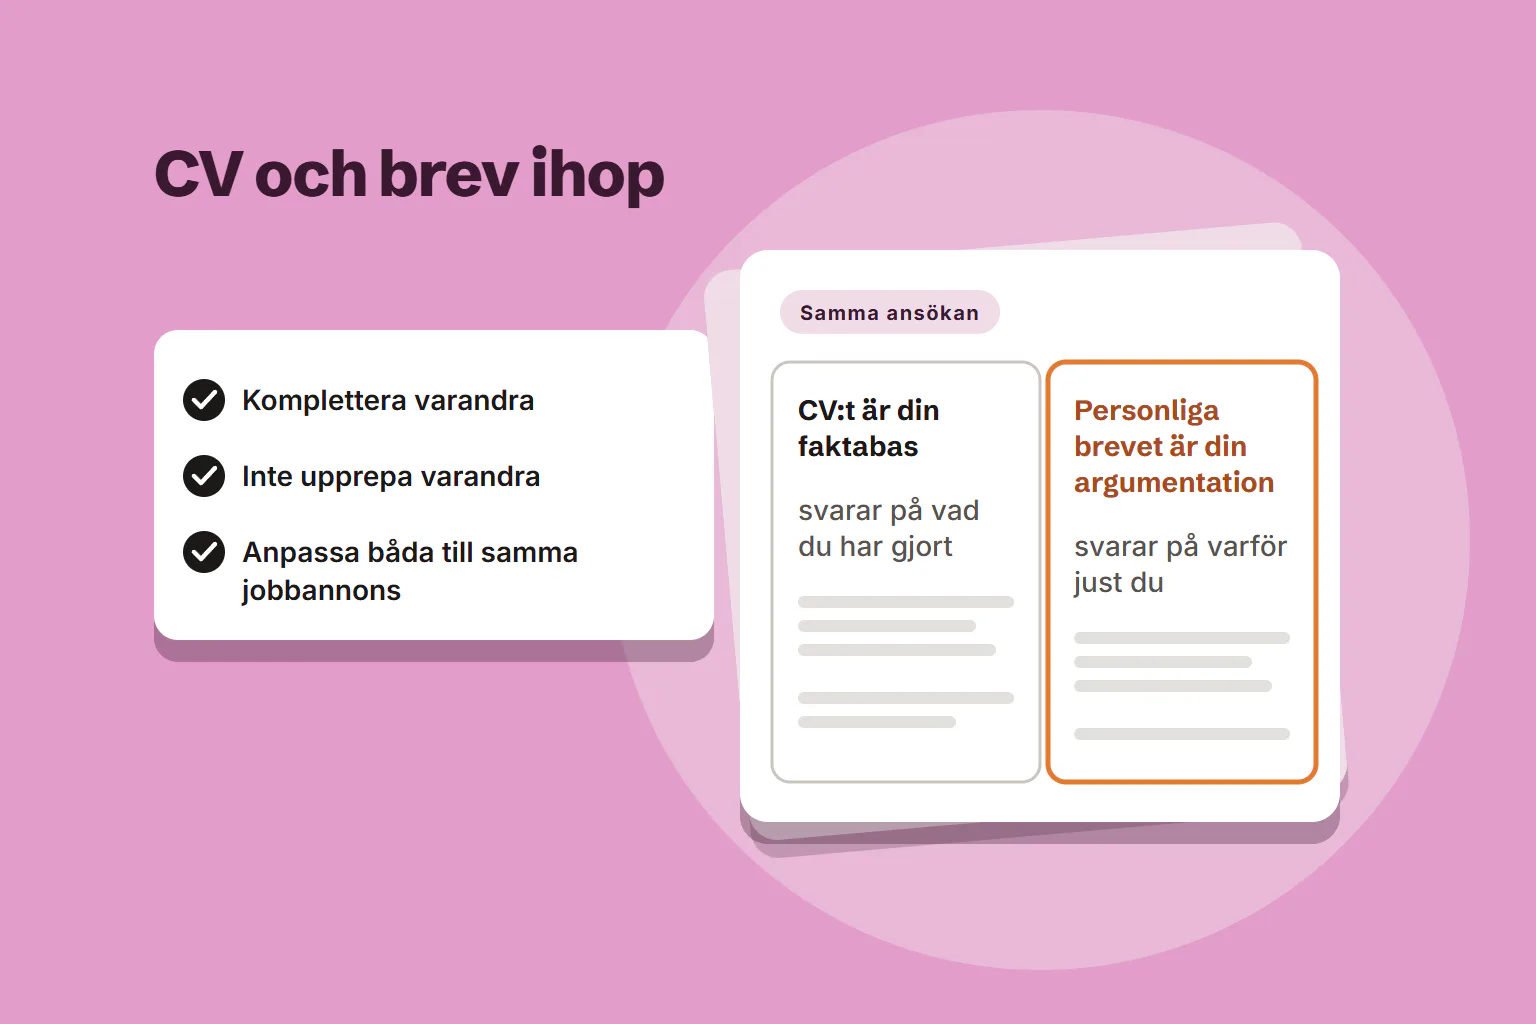 CV och brev ihop
Komplettera varandra
Inte upprepa varandra
Anpassa båda till samma
jobbannons
Samma ansökan
CV:t är din
faktabas
svarar på vad
du har gjort
Personliga
brevet är din
argumentation
svarar på varför
just du